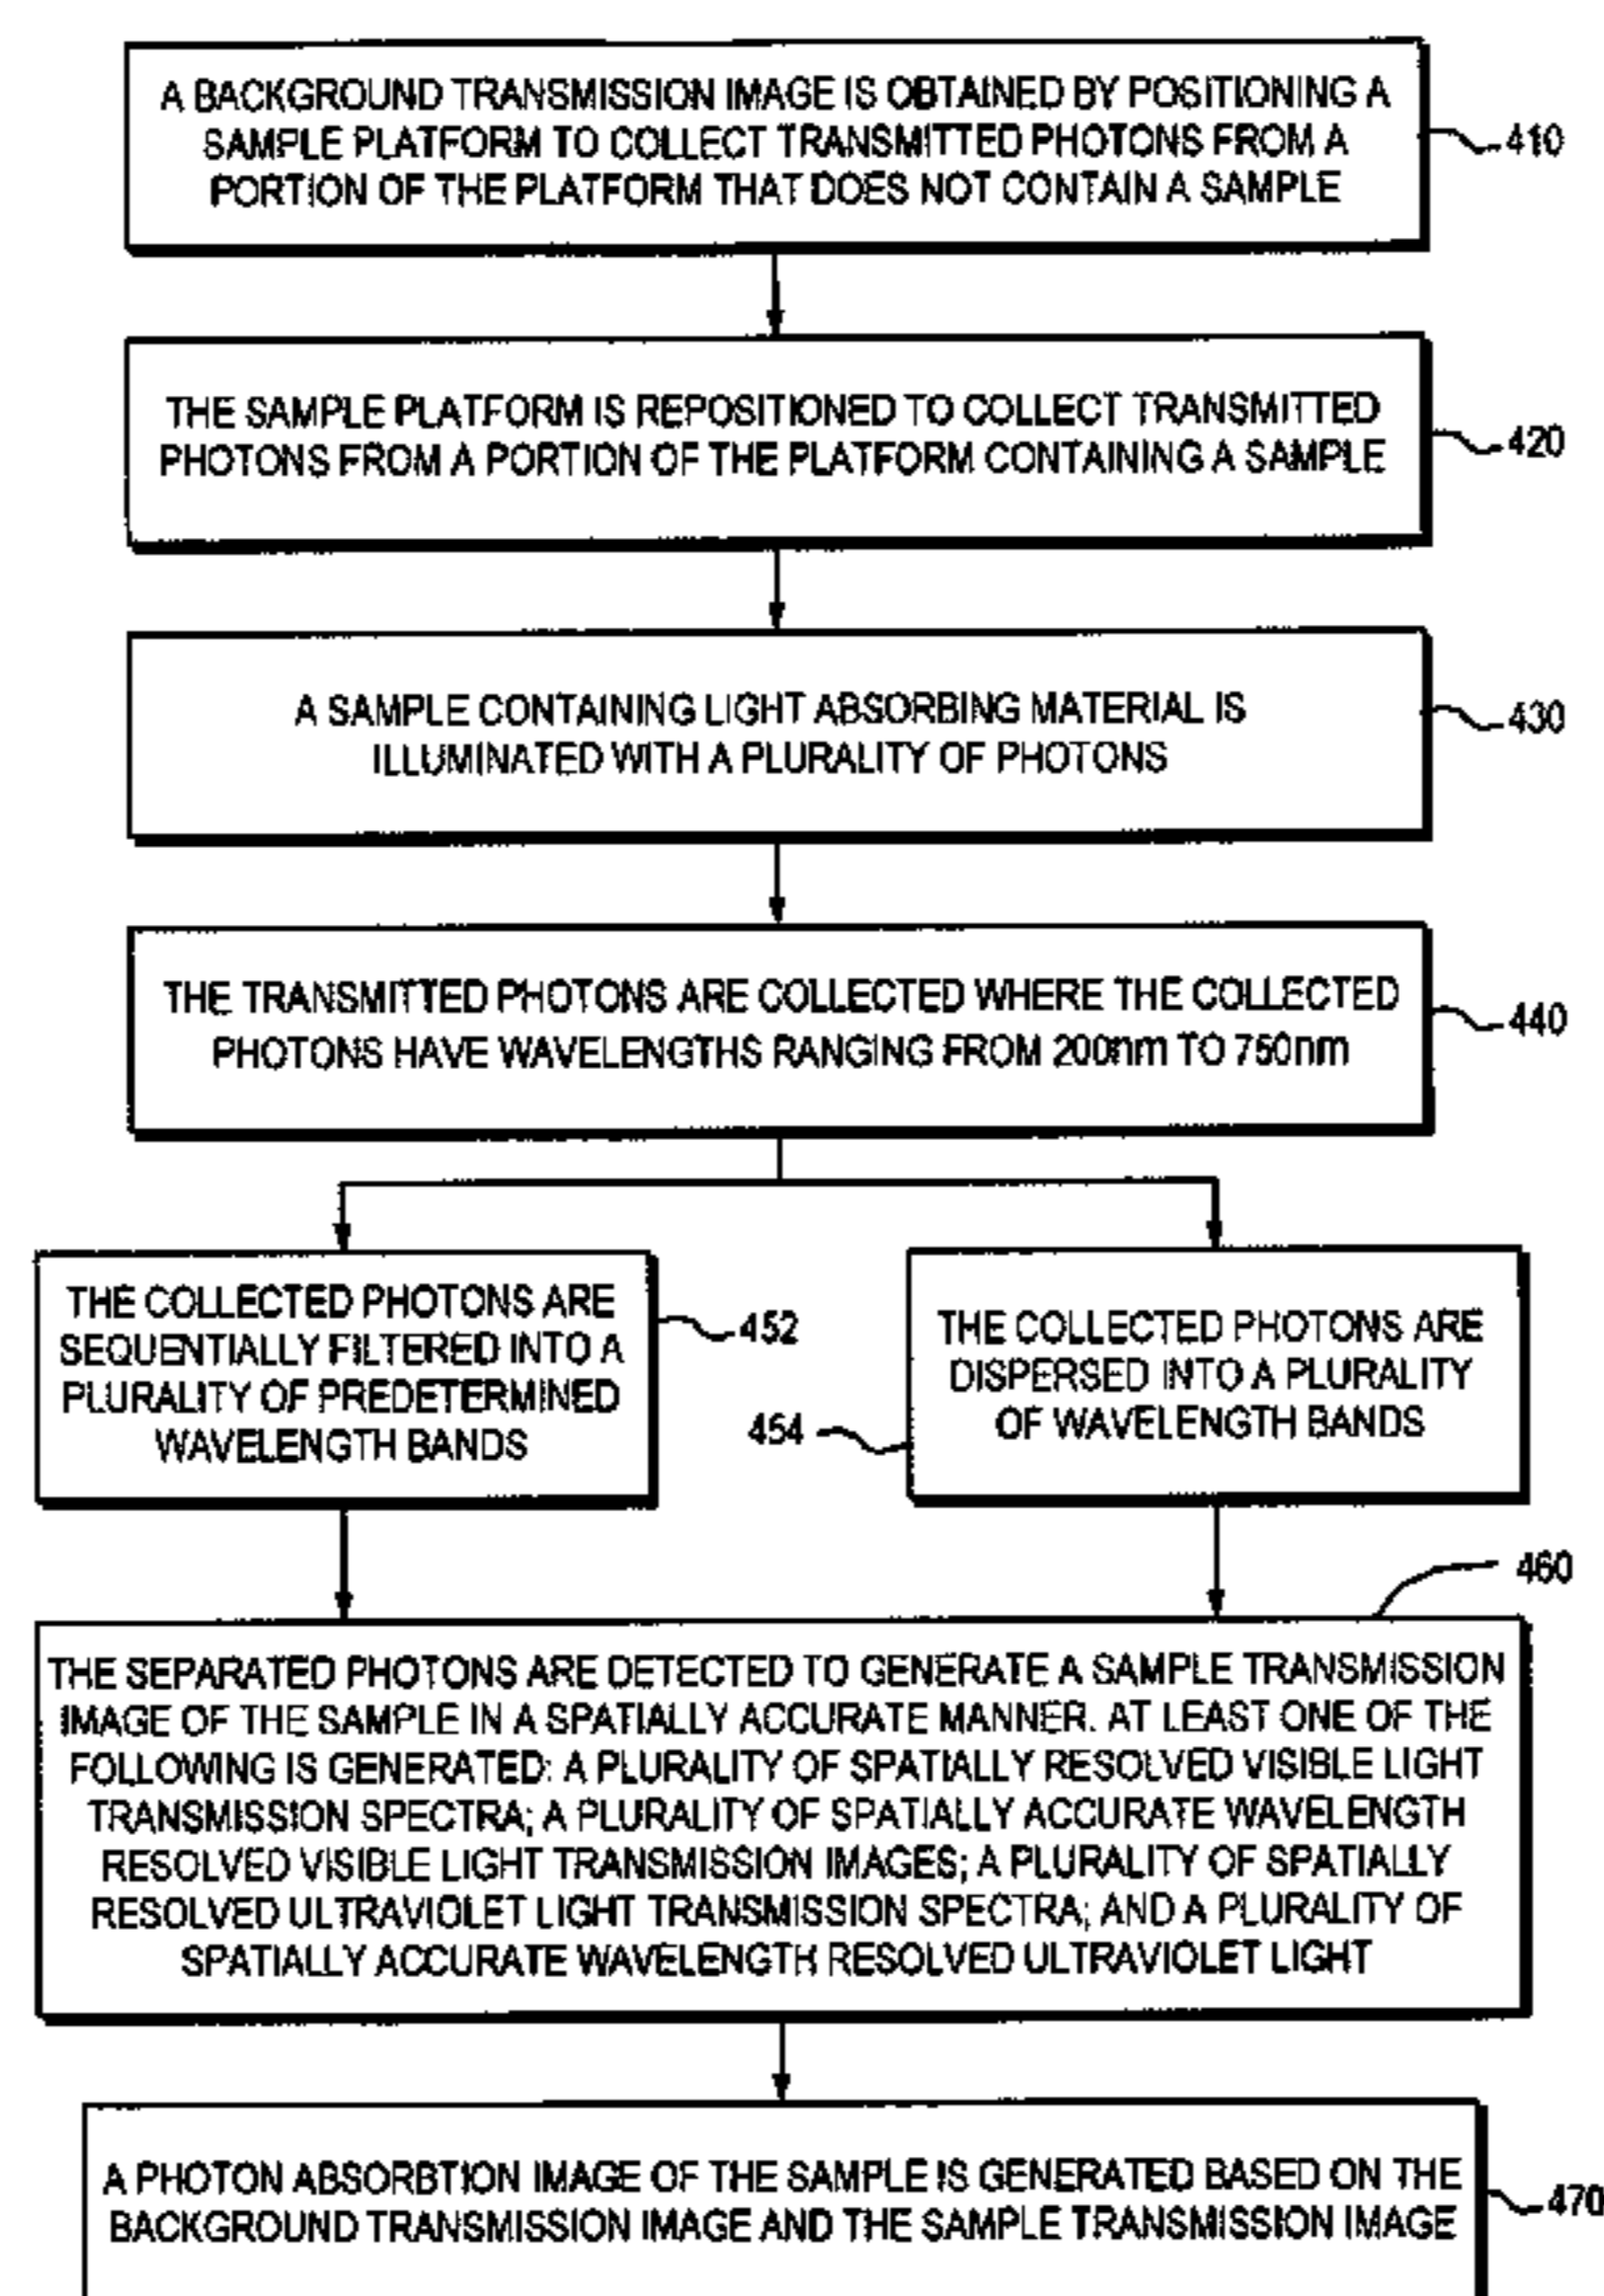 A BACKGROUND TRANSMISSION IMAGE IS OBTAINED BY POSITIONING A
SAMPLE PLATFORM TO COLLECT TRANSMITTED PHOTONS FROM A
PORTION OF THE PLATFORM THAT DOES NOT CONTAIN A SAMPLE
410
THE SAMPLE PLATFORM IS REPOSITIONED TO COLLECT TRANSMITTED
PHOTONS FROM A PORTION OF THE PLATFORM CONTAINING A SAMPLE
420
A SAMPLE CONTAINING LIGHT ABSORBING MATERIAL IS
ILLUMINATED WITH A PLURALITY OF PHOTONS
430
THE TRANSMITTED PHOTONS ARE COLLECTED WHERE THE COLLECTED
PHOTONS HAVE WAVELENGTHS RANGING FROM 200nm TO 750nm
440
THE COLLECTED PHOTONS ARE
SEQUENTIALLY FILTERED INTO A
PLURALITY OF PREDETERMINED
WAVELENGTH BANDS
452
THE COLLECTED PHOTONS ARE
DISPERSED INTO A PLURALITY
OF WAVELENGTH BANDS
454
460
THE SEPARATED PHOTONS ARE DETECTED TO GENERATE A SAMPLE TRANSMISSION
IMAGE OF THE SAMPLE IN A SPATIALLY ACCURATE MANNER. AT LEAST ONE OF THE
FOLLOWING IS GENERATED: A PLURALITY OF SPATIALLY RESOLVED VISIBLE LIGHT
TRANSMISSION SPECTRA; A PLURALITY OF SPATIALLY ACCURATE WAVELENGTH
RESOLVED VISIBLE LIGHT TRANSMISSION IMAGES; A PLURALITY OF SPATIALLY
RESOLVED ULTRAVIOLET LIGHT TRANSMISSION SPECTRA; AND A PLURALITY OF
SPATIALLY ACCURATE WAVELENGTH RESOLVED ULTRAVIOLET LIGHT
A PHOTON ABSORBTION IMAGE OF THE SAMPLE IS GENERATED BASED ON THE
BACKGROUND TRANSMISSION IMAGE AND THE SAMPLE TRANSMISSION IMAGE
470